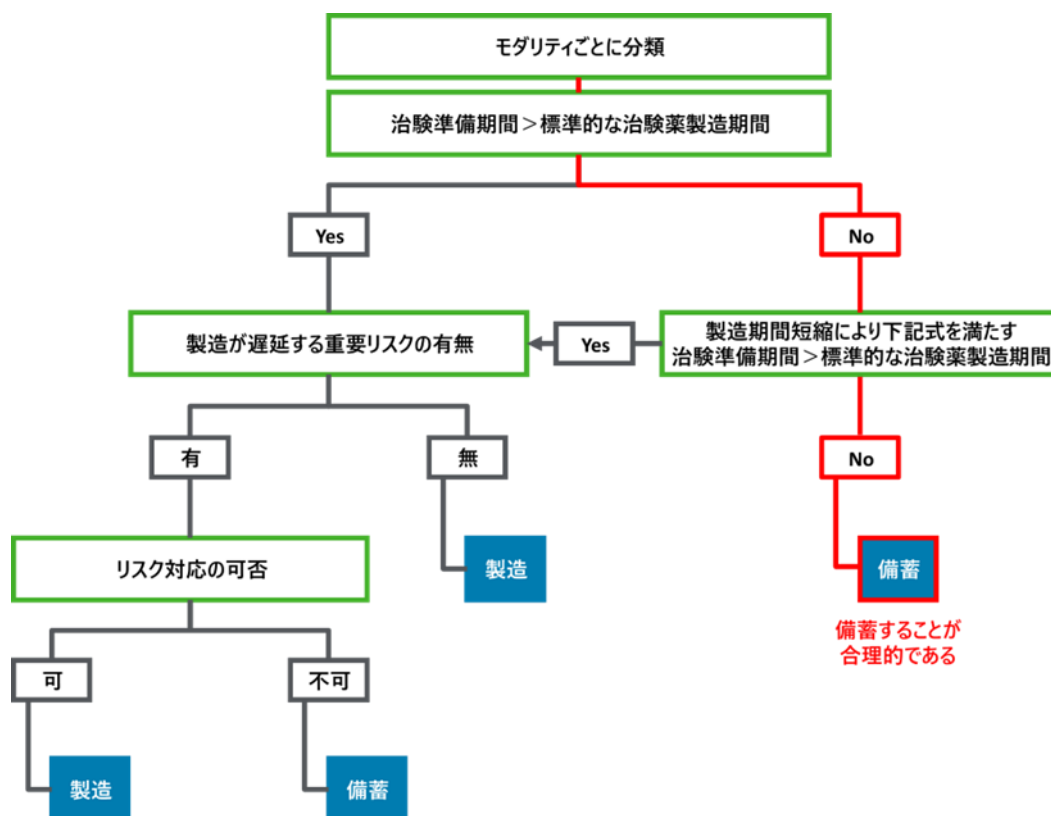 モダリティごとに分類
治験準備期間＞標準的な治験薬製造期間
Yes
No
製造が遅延する重要リスクの有無
Yes
製造期間短縮により下記式を満たす
治験準備期間＞標準的な治験薬製造期間
有
無
No
リスク対応の可否
製造
備蓄
備蓄することが
合理的である
可
不可
製造
備蓄